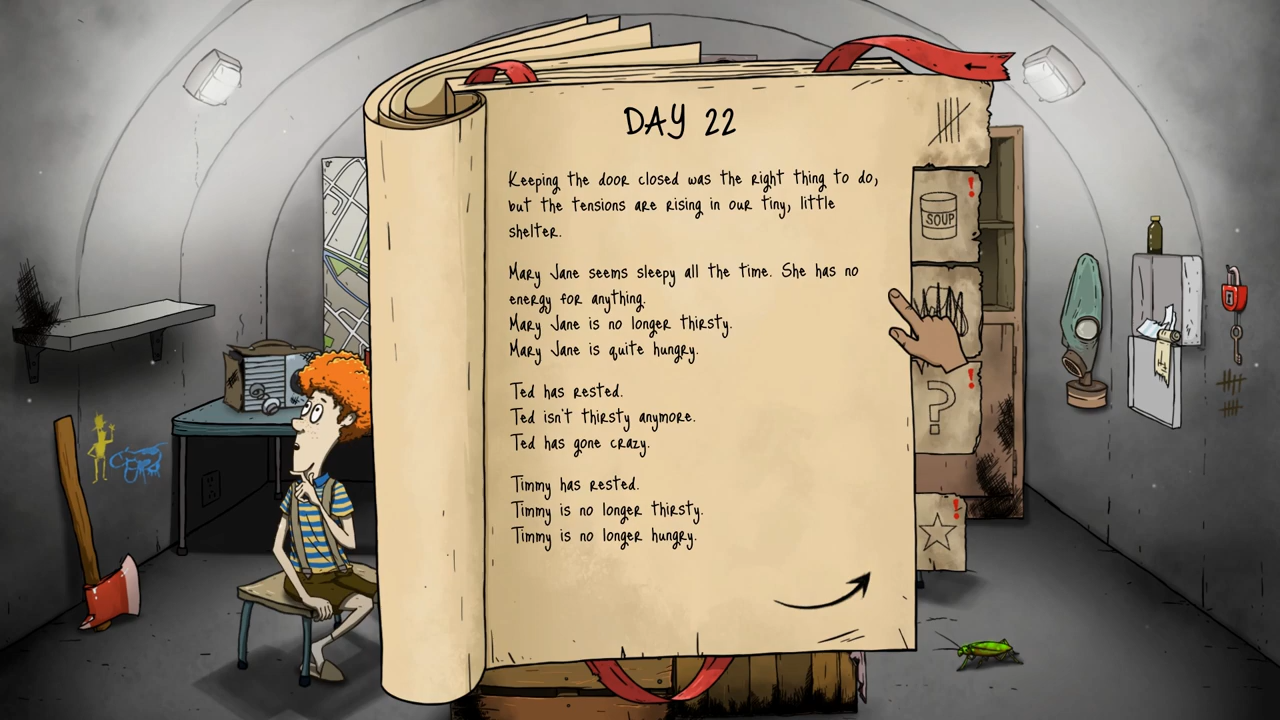 DAY 22
Keeping the door closed was the right thing to do,
but the tensions are rising in our tiny, little
shelter.
Mary Jane seems sleepy all the time. She has no
energy for anything.
Mary Jane is no longer thirsty.
Mary Jane is quite hungry.
Ted has rested.
Ted isn't thirsty anymore.
Ted has gone crazy.
Timmy has rested.
Timmy is no longer thirsty.
Timmy is no longer hungry.
!
SOUP
!
?
!